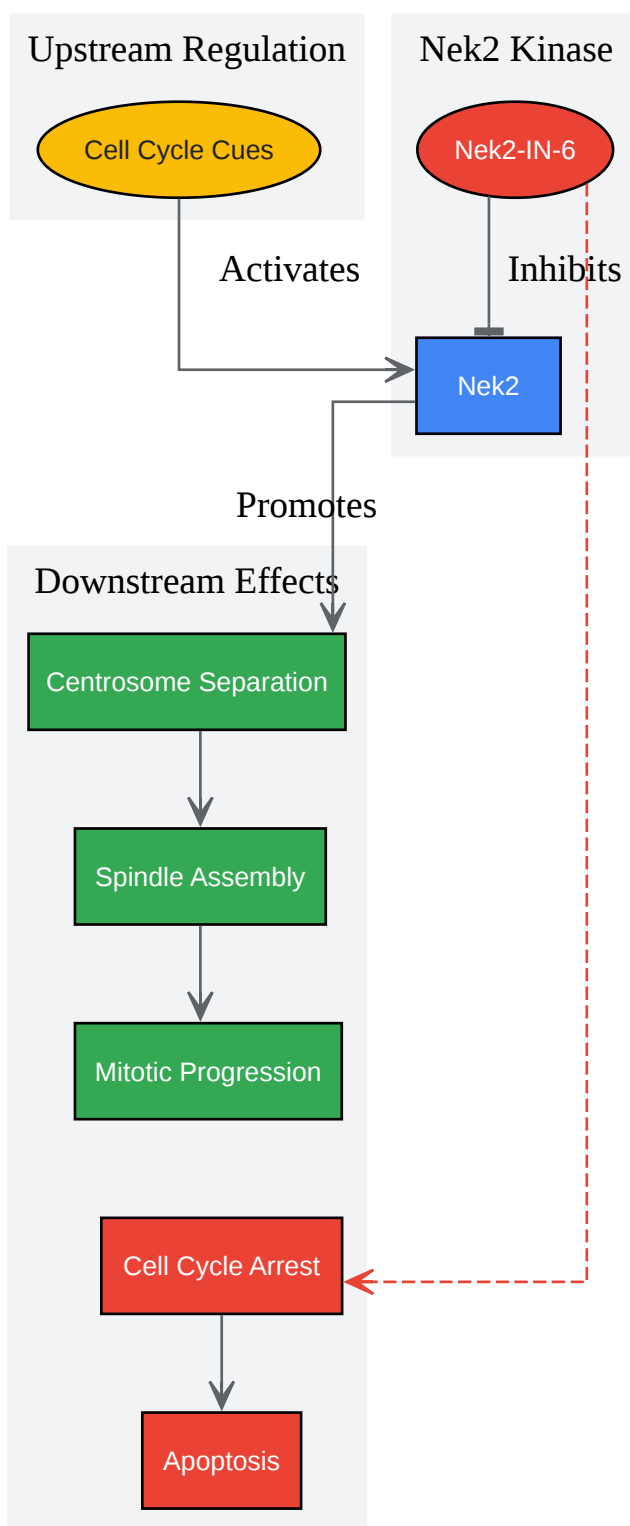 Upstream Regulation
Nek2 Kinase
Cell Cycle Cues
Nek2-IN-6
Activates
Inhibits
Nek2
Promotes
Downstream Effects
Centrosome Separation
Spindle Assembly
Mitotic Progression
Cell Cycle Arrest
Apoptosis